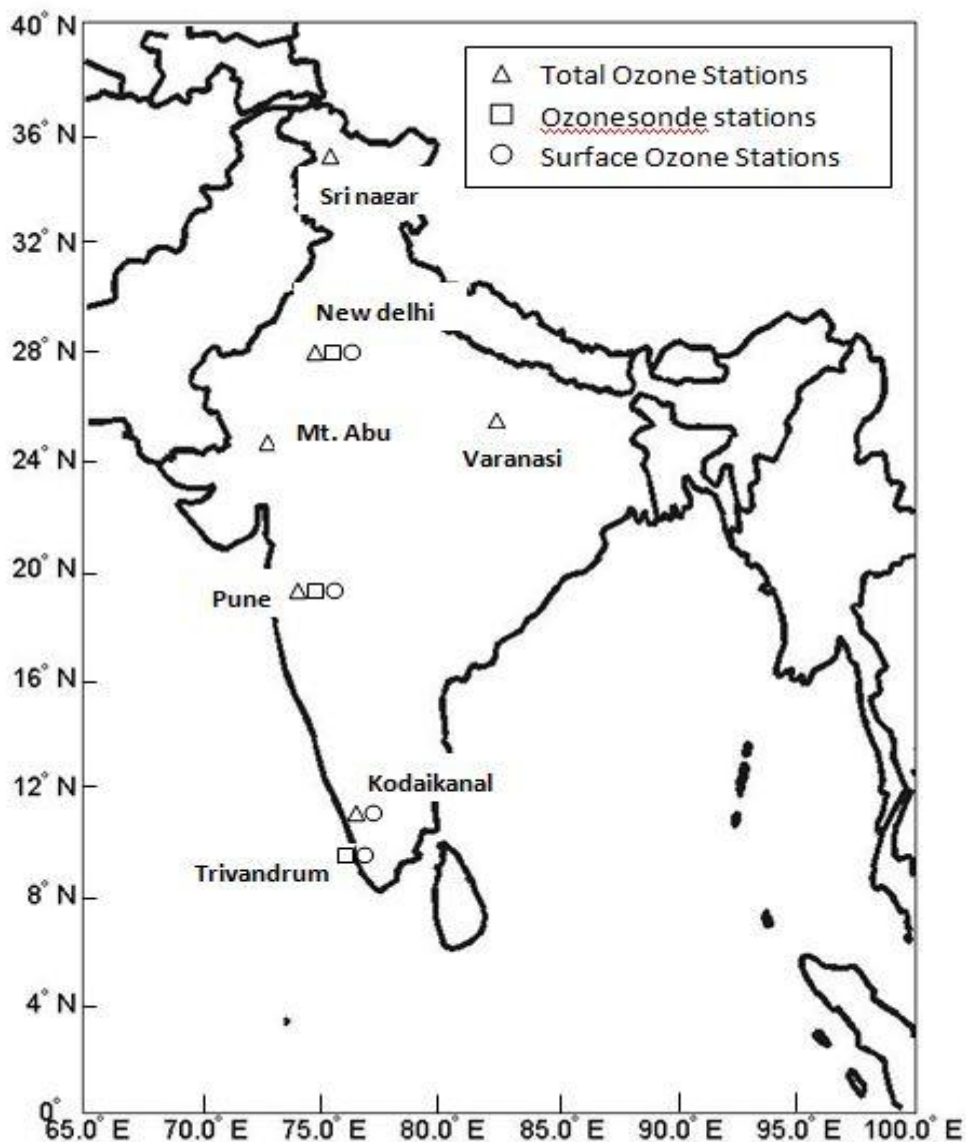 40° N
△ Total Ozone Stations
□ Ozonesonde stations
○ Surface Ozone Stations
36° N
Sri nagar
32° N
New delhi
28° N
Mt. Abu
24° N
Varanasi
20° N
Pune
16° N
12° N
Kodaikanal
Trivandrum
8° N
4° N
0°
65.0° E 70.0° E 75.0° E 80.0° E 85.0° E 90.0° E 95.0° E 100.0° E